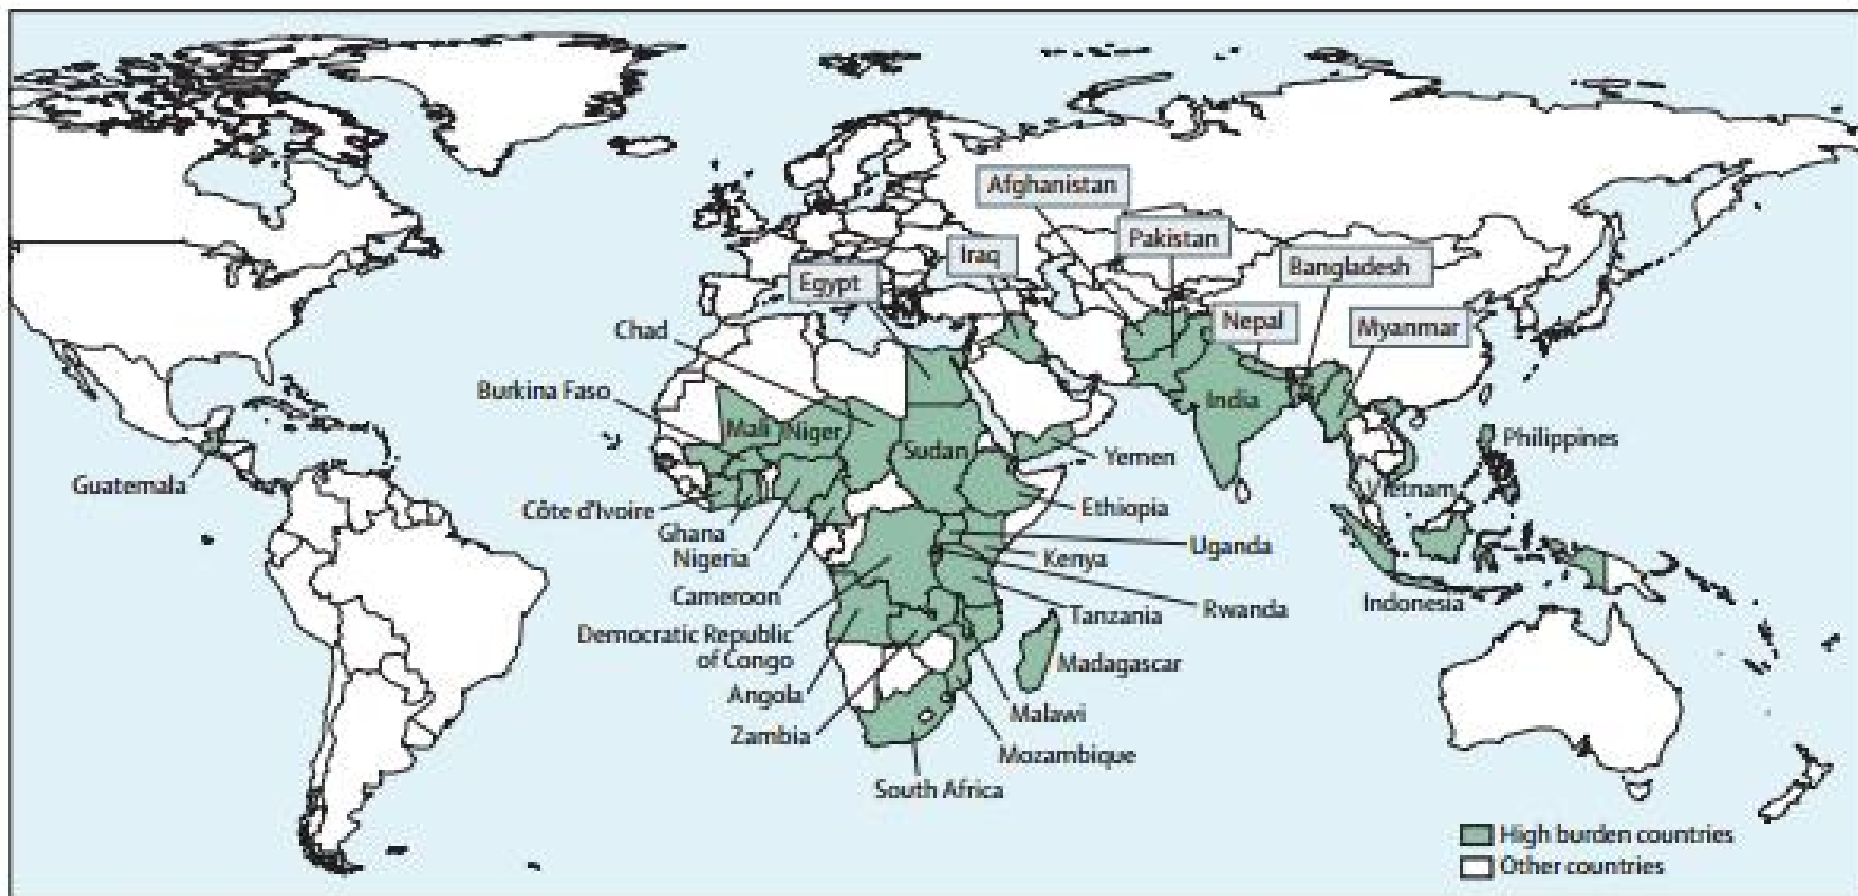 Afghanistan
Pakistan
Iraq
Bangladesh
Egypt
Nepal
Myanmar
Chad
Burkina Faso
India
Mali
Niger
Sudan
Philippines
Yemen
Guatemala
Vietnam
Côte d'Ivoire
Ethiopia
Ghana
Uganda
Nigeria
Kenya
Cameroon
Rwanda
Indonesia
Tanzania
Democratic Republic
of Congo
Madagascar
Angola
Malawi
Zambia
Mozambique
South Africa
High burden countries
Other countries